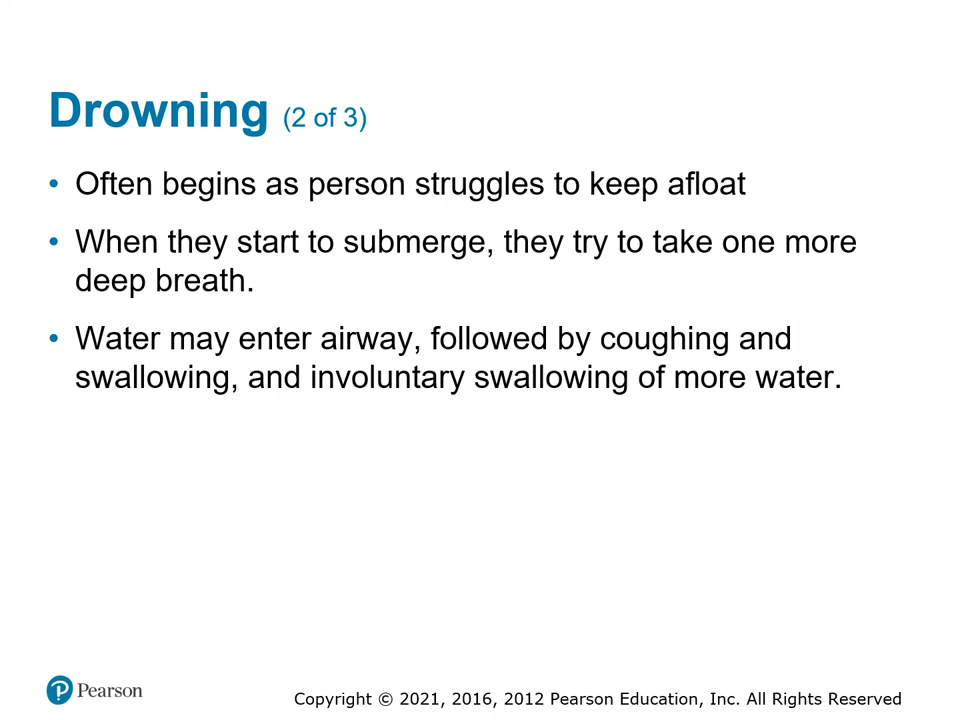 Drowning (2 of 3)
• Often begins as person struggles to keep afloat
• When they start to submerge, they try to take one more
deep breath.
• Water may enter airway, followed by coughing and
swallowing, and involuntary swallowing of more water.
Pearson
Copyright © 2021, 2016, 2012 Pearson Education, Inc. All Rights Reserved